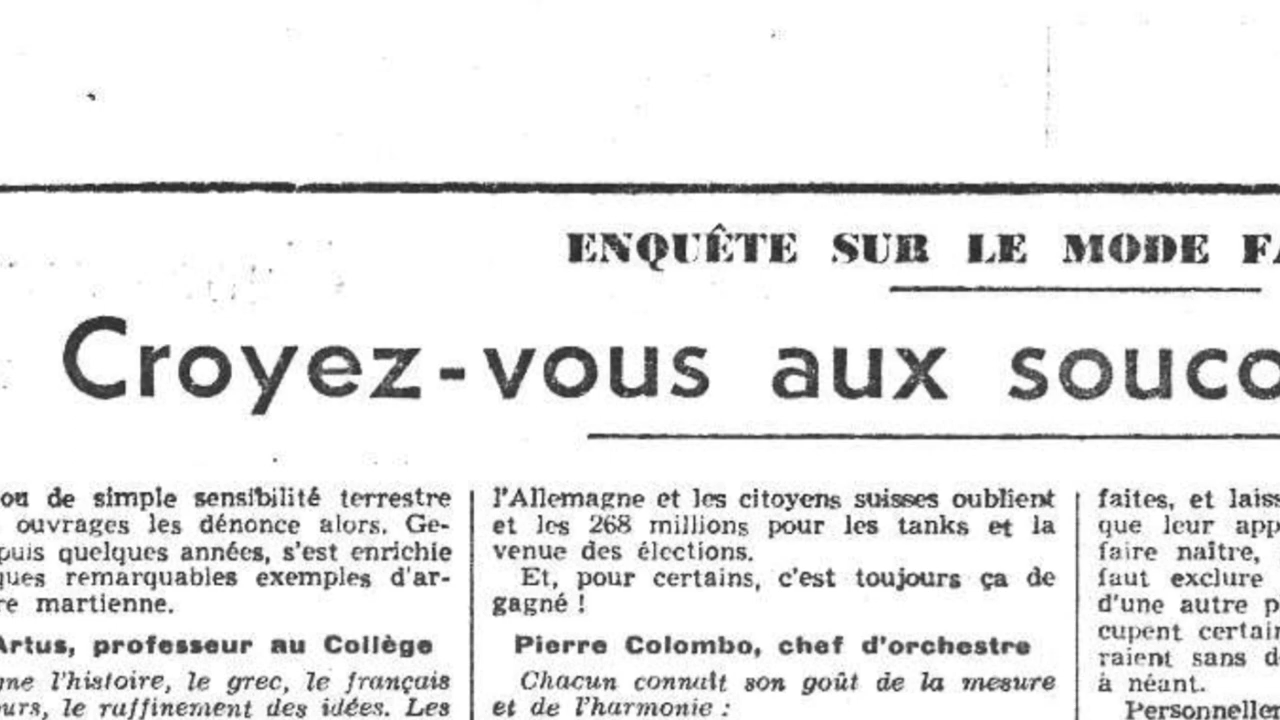 ENQUÊTE SUR LE MODE
Croyez-vous aux
ou de simple sensibilité terrestre
ouvrages les dénonce alors. Ge-
puis quelques années, s'est enrichie
ques remarquables exemples d'ar-
re martienne.
Artus, professeur au Collège
gne l'histoire, le grec, le français
urs, le raffinement des idées. Les
l'Allemagne et les citoyens suisses oublient
et les 268 millions pour les tanks et la
venue des élections.
Et, pour certains, c'est toujours ça de
gagné !
Pierre Colombo, chef d'orchestre
Chacun connaît son goût de la mesure
et de l'harmonie :
faites, et laiss
que leur app
faire naître,
faut exclure
d'une autre p
cupent certain
raient sans d
à néant.
Personneller